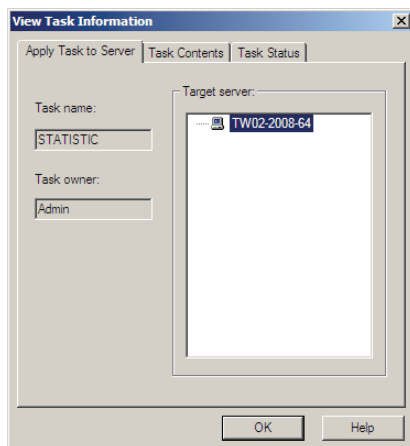 View Task Information
Apply Task to Server Task Contents Task Status
Task name:
STATISTIC
Task owner:
Admin
Target server:
TW02-2008-64
OK Help